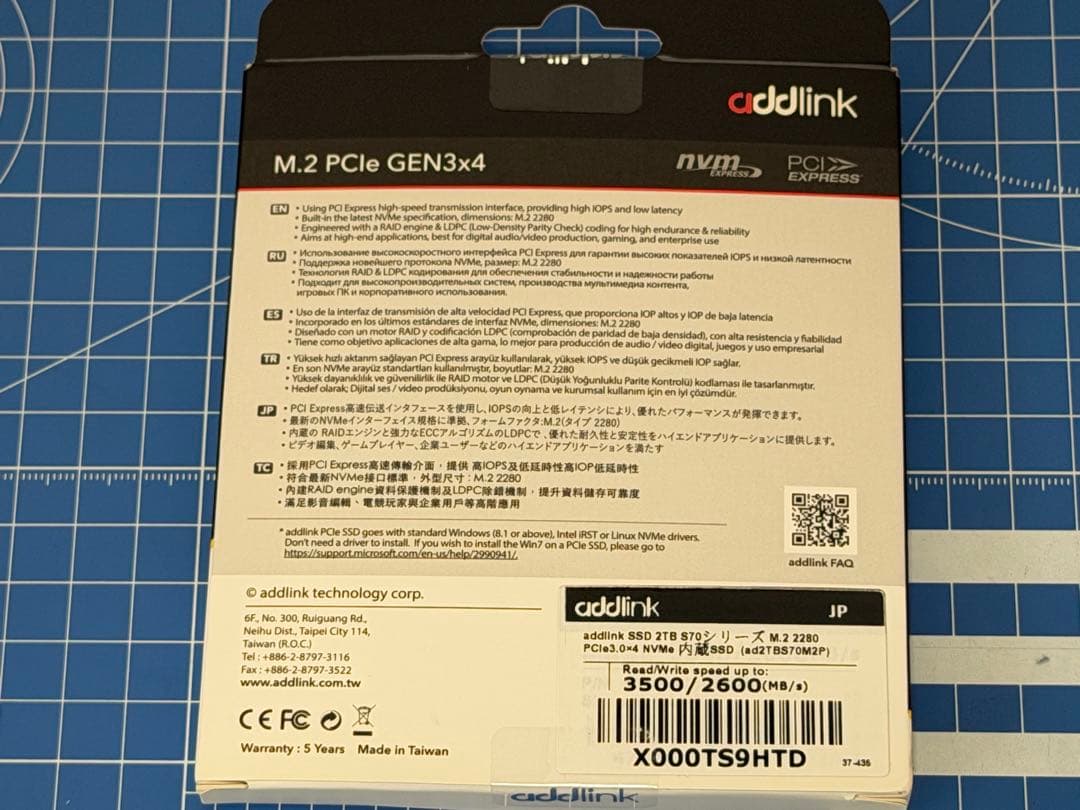 addlink
M.2 PCIe GEN3x4
nvm EXPRESS
PCI EXPRESS
EN • Using PCI Express high-speed transmission interface, providing high IOPS and low latency
• Built-in the latest NVMe specification, dimensions: M.2 2280
• Engineered with a RAID engine & LDPC (Low-Density Parity Check) coding for high endurance & reliability
• Aims at high-end applications, best for digital audio/video production, gaming, and enterprise use
RU • Использование высокоскоростного интерфейса PCI Express для гарантии высоких показателей IOPS и низкой латентности
• Поддержка новейшего протокола NVMe, размер: M.2 2280
• Технология RAID & LDPC кодирования для обеспечения стабильности и надежности работы
• Подходит для высокопроизводительных систем, производства мультимедиа контента,
игровых ПК и корпоративного использования.
ES • Uso de la interfaz de transmisión de alta velocidad PCI Express, que proporciona IOP altos y IOP de baja latencia
• Incorporado en los últimos estándares de interfaz NVMe, dimensiones: M.2 2280
• Diseñado con un motor RAID y codificación LDPC (comprobación de paridad de baja densidad), con alta resistencia y fiabilidad
• Tiene como objetivo aplicaciones de alta gama, lo mejor para producción de audio / video digital, juegos y uso empresarial
TR • Yüksek hızlı aktarım sağlayan PCI Express arayüz kullanılarak, yüksek IOPS ve düşük gecikmeli IOP sağlar.
• En son NVMe arayüz standartları kullanılmıştır, boyutlar: M.2 2280
• Yüksek dayanıklılık ve güvenilirlik ile RAID motor ve LDPC (Düşük Yoğunluklu Parite Kontrolü) kodlaması ile tasarlanmıştır.
• Hedef olarak; Dijital ses / video prodüksiyonu, oyun oynama ve kurumsal kullanım için en iyi çözümdür.
JP • PCI Express高速伝送インタフェースを使用し、IOPSの向上と低レイテンシにより、優れたパフォーマンスが発揮できます。
• 最新のNVMeインターフェイス規格に準拠、フォームファクタ:M.2(タイプ 2280)
• 内蔵の RAIDエンジンと強力なECCアルゴリズムのLDPCで、優れた耐久性と安定性をハイエンドアプリケーションに提供します。
• ビデオ編集、ゲームプレイヤー、企業ユーザーなどのハイエンドアプリケーションを満たす
TC • 採用PCI Express高速傳輸介面,提供 高IOPS及低延時性高IOP低延時性
• 符合最新NVMe接口標準,外型尺寸:M.2 2280
• 內建RAID engine資料保護機制及LDPC除錯機制,提升資料儲存可靠度
• 滿足影音編輯、電競玩家與企業用戶等高階應用
* addlink PCIe SSD goes with standard Windows (8.1 or above), Intel iRST or Linux NVMe drivers.
Don't need a driver to install. If you wish to install the Win7 on a PCIe SSD, please go to
https://support.microsoft.com/en-us/help/2990941/.
addlink FAQ
© addlink technology corp.
6F., No. 300, Ruiguang Rd.,
Neihu Dist., Taipei City 114,
Taiwan (R.O.C.)
Tel : +886-2-8797-3116
Fax : +886-2-8797-3522
www.addlink.com.tw
CE FC
Warranty : 5 Years Made in Taiwan
addlink JP
addlink SSD 2TB S70シリーズ M.2 2280
PCIe3.0×4 NVMe 内蔵SSD (ad2TBS70M2P)
Read/Write speed up to:
3500/2600(MB/s)
X000TS9HTD
37-436
addlink